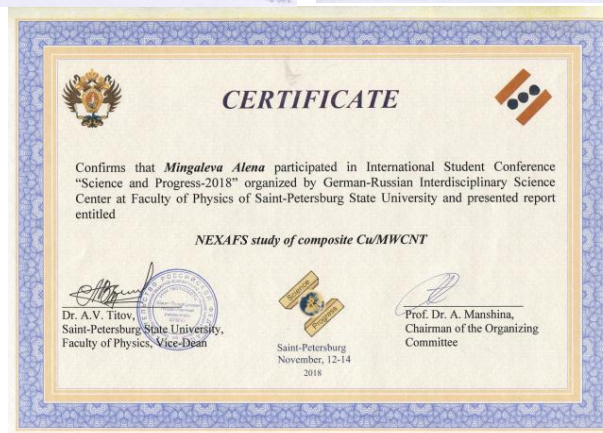 CERTIFICATE
Confirms that Mingaleva Alena participated in International Student Conference
"Science and Progress-2018" organized by German-Russian Interdisciplinary Science
Center at Faculty of Physics of Saint-Petersburg State University and presented report
entitled
NEXAFS study of composite Cu/MWCNT
Dr. A.V. Titov,
Saint-Petersburg State University,
Faculty of Physics, Vice-Dean
Science
Progress
Saint-Petersburg
November, 12-14
2018
Prof. Dr. A. Manshina,
Chairman of the Organizing
Committee